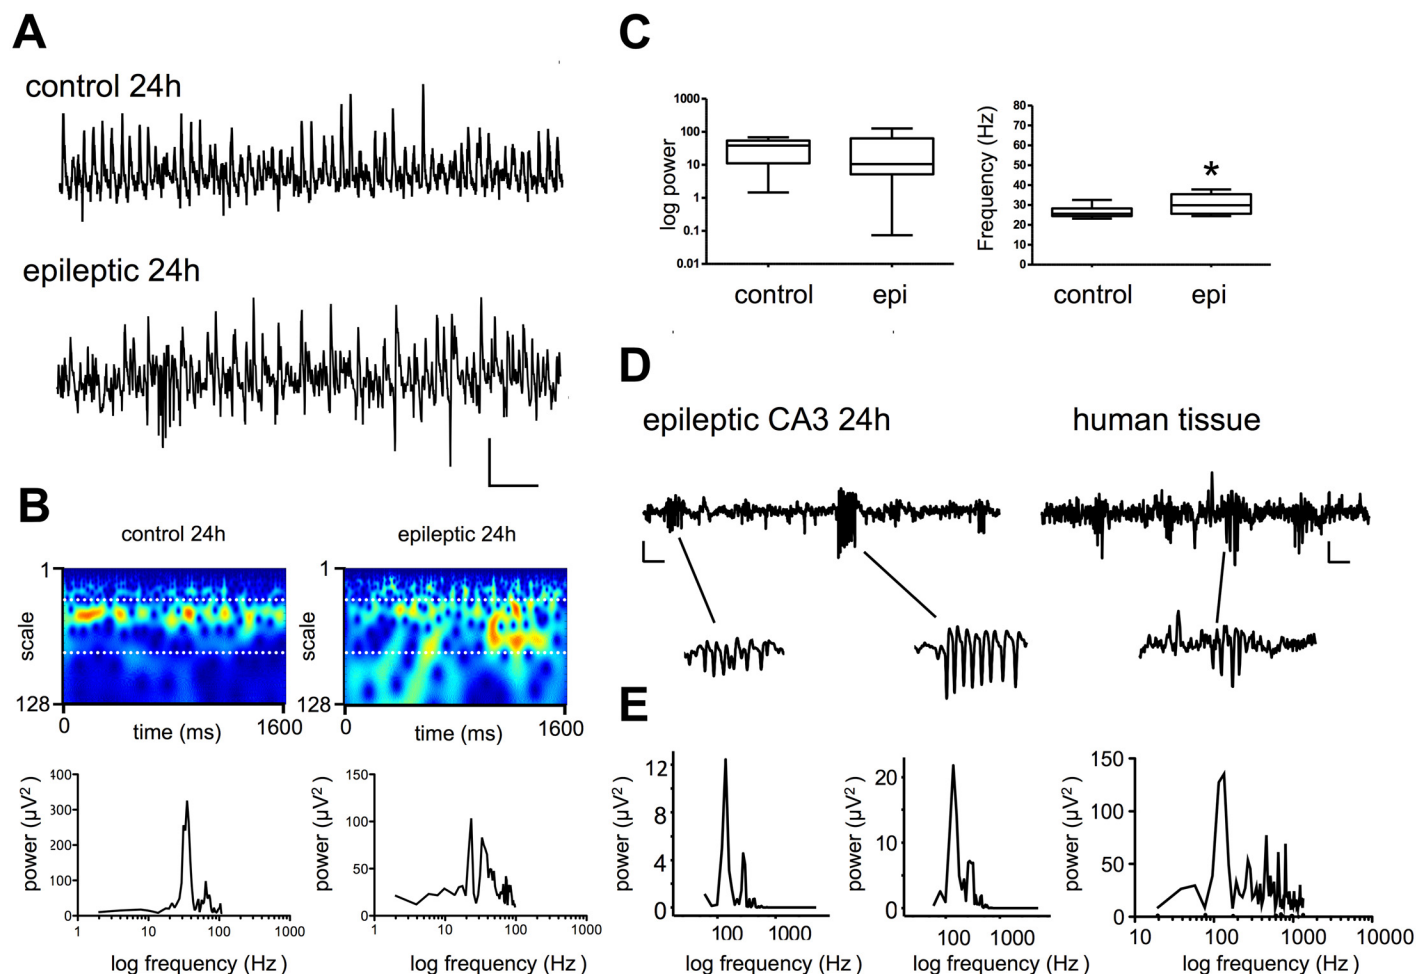 A
control 24h
epileptic 24h
B
control 24h
epileptic 24h
1
scale
128
0
time (ms)
1600
1
scale
128
0
time (ms)
1600
power (µV²)
400
300
200
100
0
1
10
100
1000
log frequency (Hz)
power (µV²)
150
100
50
0
1
10
100
1000
log frequency (Hz)
C
log power
1000
100
10
1
0.1
0.01
control
epi
Frequency (Hz)
80
70
60
50
40
30
20
10
0
*
control
epi
D
epileptic CA3 24h
human tissue
E
power (µV²)
12
8
4
0
100
1000
log frequency (Hz)
power (µV²)
20
10
0
100
1000
log frequency (Hz)
power (µV²)
150
100
50
0
10
100
1000
10000
log frequency (Hz)